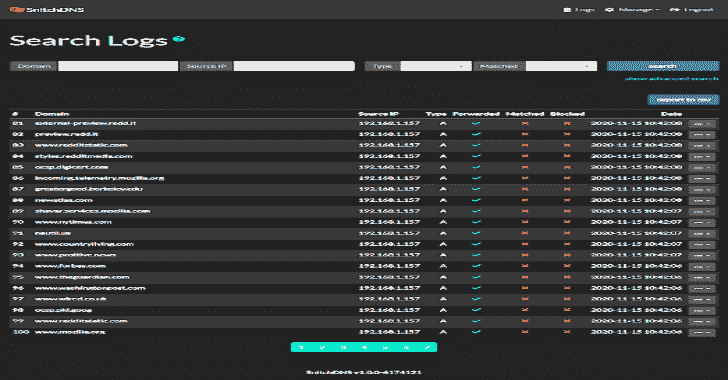 SnitchDNS
Logs Manage Logout
Search Logs
Domain Source IP Type Matched search
show advanced search
export to csv
# Domain Source IP Type Forwarded Matched Blocked Date
81 external-preview.redd.it 192.168.1.157 A 2020-11-15 10:42:08
82 preview.redd.it 192.168.1.157 A 2020-11-15 10:42:08
83 www.redditstatic.com 192.168.1.157 A 2020-11-15 10:42:08
84 styles.redditmedia.com 192.168.1.157 A 2020-11-15 10:42:08
85 ocsp.digicert.com 192.168.1.157 A 2020-11-15 10:42:08
86 incoming.telemetry.mozilla.org 192.168.1.157 A 2020-11-15 10:42:08
87 greatergood.berkeley.edu 192.168.1.157 A 2020-11-15 10:42:08
88 newatlas.com 192.168.1.157 A 2020-11-15 10:42:08
89 shavar.services.mozilla.com 192.168.1.157 A 2020-11-15 10:42:07
90 www.nytimes.com 192.168.1.157 A 2020-11-15 10:42:07
91 nautil.us 192.168.1.157 A 2020-11-15 10:42:07
92 www.countryliving.com 192.168.1.157 A 2020-11-15 10:42:07
93 www.positive.news 192.168.1.157 A 2020-11-15 10:42:07
94 www.forbes.com 192.168.1.157 A 2020-11-15 10:42:06
95 www.theguardian.com 192.168.1.157 A 2020-11-15 10:42:06
96 www.washingtonpost.com 192.168.1.157 A 2020-11-15 10:42:06
97 www.wired.co.uk 192.168.1.157 A 2020-11-15 10:42:06
98 ocsp.pki.goog 192.168.1.157 A 2020-11-15 10:42:06
99 www.redditstatic.com 192.168.1.157 A 2020-11-15 10:42:06
100 www.mozilla.org 192.168.1.157 A 2020-11-15 10:42:06
1 2 3 4 5 6 7